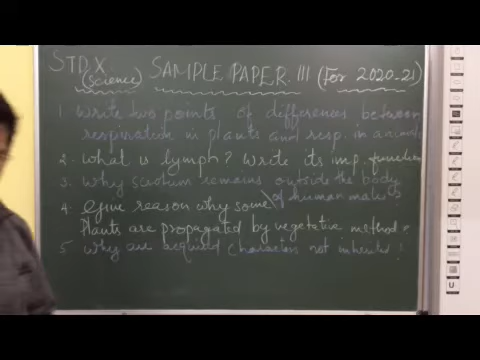 STD. X (Science) SAMPLE PAPER. III (For 2020-21)
1. Write two points of differences between
respiration in plants and resp. in animals
2. What is lymph? Write its imp. function
3. Why scrotum remains outside the body of human males?
4. Give reason why some
Plants are propagated by vegetative method?
5. Why are acquired characters not inherited?
U